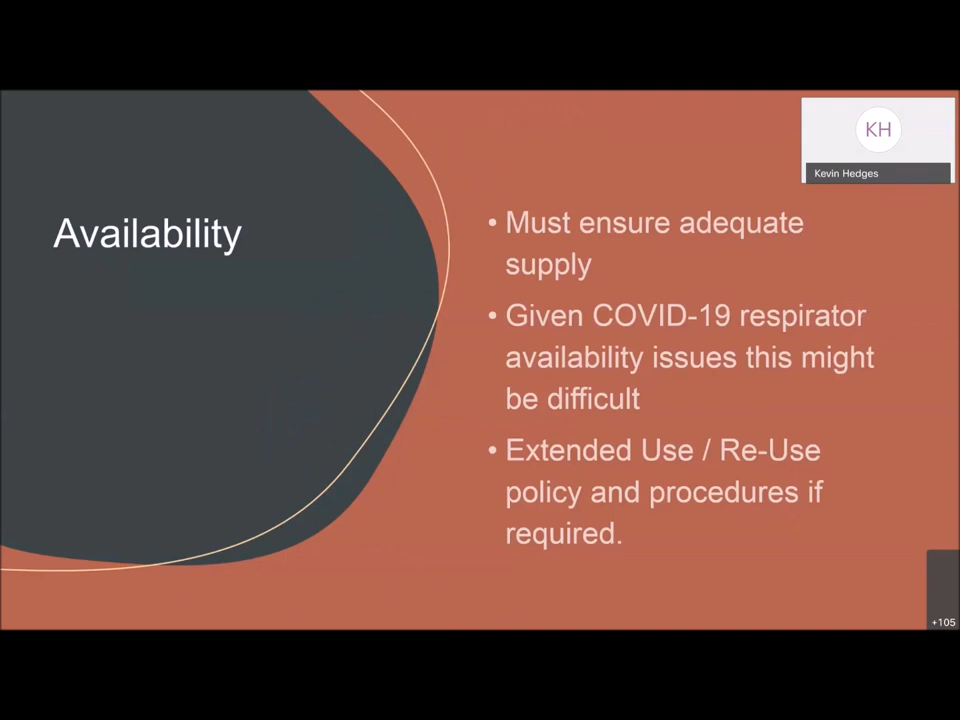 KH
Kevin Hedges
Availability
• Must ensure adequate
supply
• Given COVID-19 respirator
availability issues this might
be difficult
• Extended Use / Re-Use
policy and procedures if
required.
+105